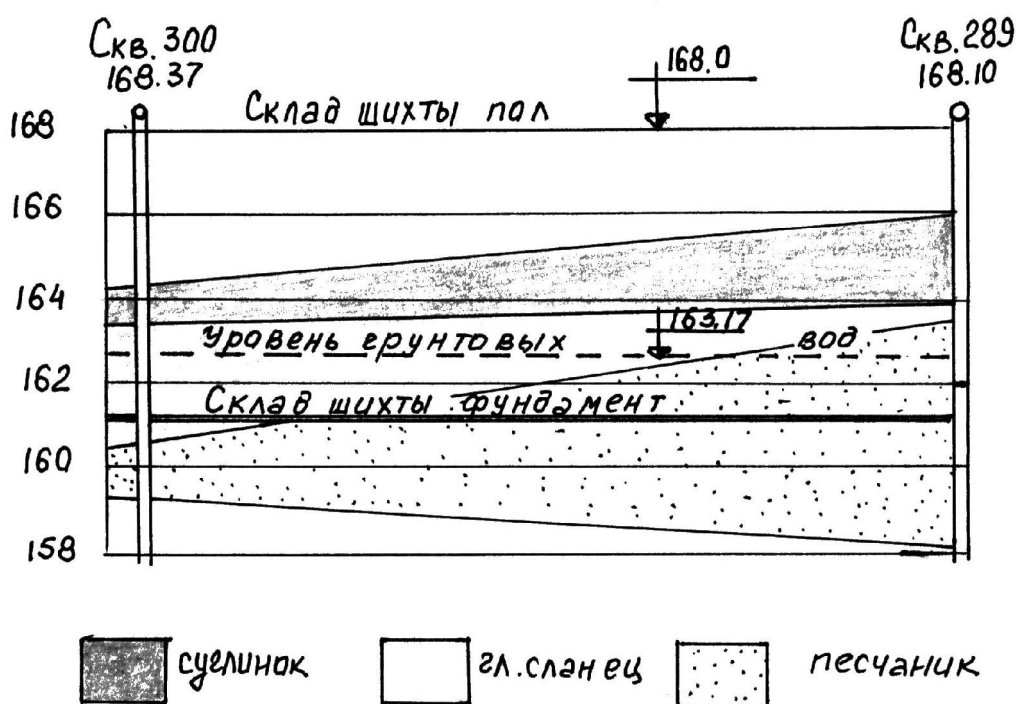 Скв. 300
168.37
Скв. 289
168.10
168.0
Склад шихты пол
168
166
164
163,17
Уровень грунтовых вод
162
Склад шихты фундамент
160
158
суглинок
гл. сланец
песчаник